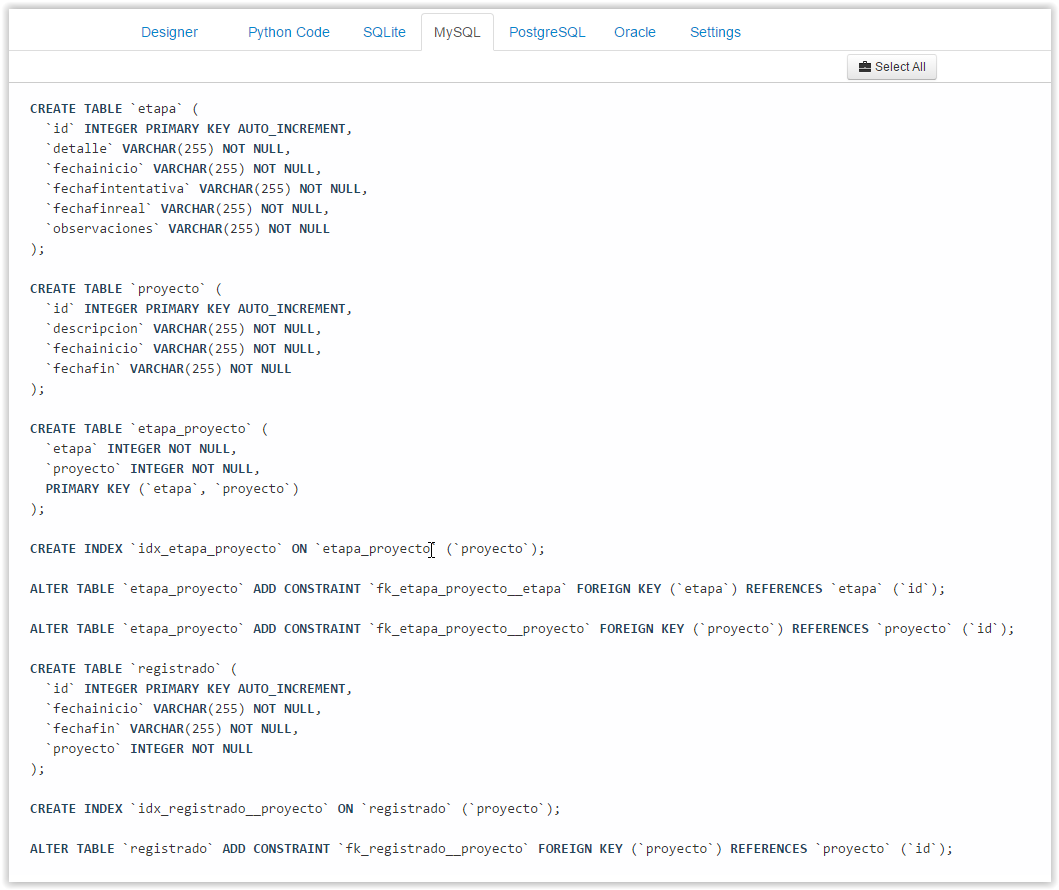 Designer Python Code SQLite MySQL PostgreSQL Oracle Settings
Select All
CREATE TABLE `etapa` (
  `id` INTEGER PRIMARY KEY AUTO_INCREMENT,
  `detalle` VARCHAR(255) NOT NULL,
  `fechainicio` VARCHAR(255) NOT NULL,
  `fechafintentativa` VARCHAR(255) NOT NULL,
  `fechafinreal` VARCHAR(255) NOT NULL,
  `observaciones` VARCHAR(255) NOT NULL
);
CREATE TABLE `proyecto` (
  `id` INTEGER PRIMARY KEY AUTO_INCREMENT,
  `descripcion` VARCHAR(255) NOT NULL,
  `fechainicio` VARCHAR(255) NOT NULL,
  `fechafin` VARCHAR(255) NOT NULL
);
CREATE TABLE `etapa_proyecto` (
  `etapa` INTEGER NOT NULL,
  `proyecto` INTEGER NOT NULL,
  PRIMARY KEY (`etapa`, `proyecto`)
);
CREATE INDEX `idx_etapa_proyecto` ON `etapa_proyecto` (`proyecto`);
ALTER TABLE `etapa_proyecto` ADD CONSTRAINT `fk_etapa_proyecto__etapa` FOREIGN KEY (`etapa`) REFERENCES `etapa` (`id`);
ALTER TABLE `etapa_proyecto` ADD CONSTRAINT `fk_etapa_proyecto__proyecto` FOREIGN KEY (`proyecto`) REFERENCES `proyecto` (`id`);
CREATE TABLE `registrado` (
  `id` INTEGER PRIMARY KEY AUTO_INCREMENT,
  `fechainicio` VARCHAR(255) NOT NULL,
  `fechafin` VARCHAR(255) NOT NULL,
  `proyecto` INTEGER NOT NULL
);
CREATE INDEX `idx_registrado__proyecto` ON `registrado` (`proyecto`);
ALTER TABLE `registrado` ADD CONSTRAINT `fk_registrado__proyecto` FOREIGN KEY (`proyecto`) REFERENCES `proyecto` (`id`);